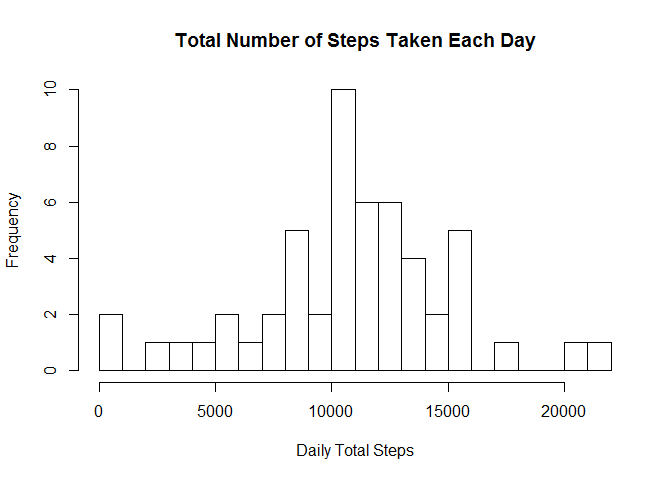 Total Number of Steps Taken Each Day
Frequency
10
8
6
4
2
0
0 5000 10000 15000 20000
Daily Total Steps